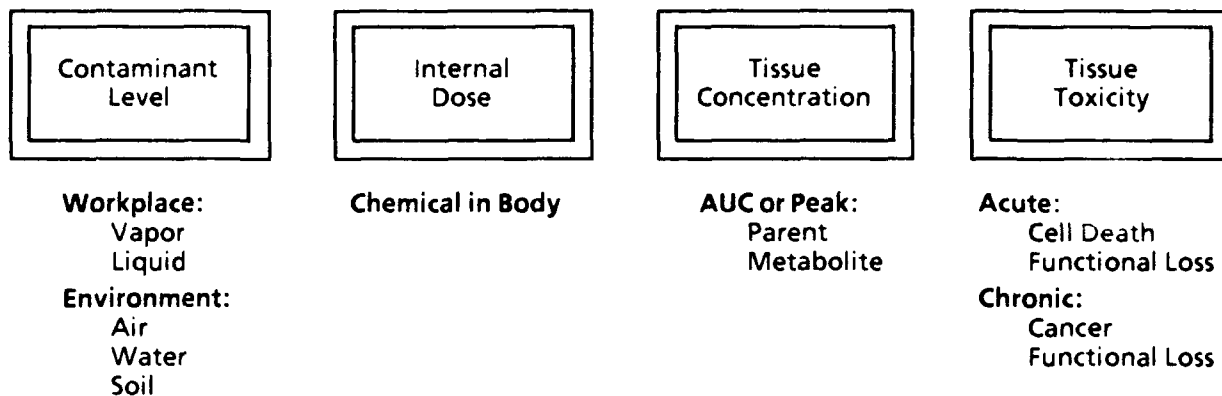 Contaminant
Level
Internal
Dose
Tissue
Concentration
Tissue
Toxicity
Workplace:
Vapor
Liquid
Environment:
Air
Water
Soil
Chemical in Body
AUC or Peak:
Parent
Metabolite
Acute:
Cell Death
Functional Loss
Chronic:
Cancer
Functional Loss